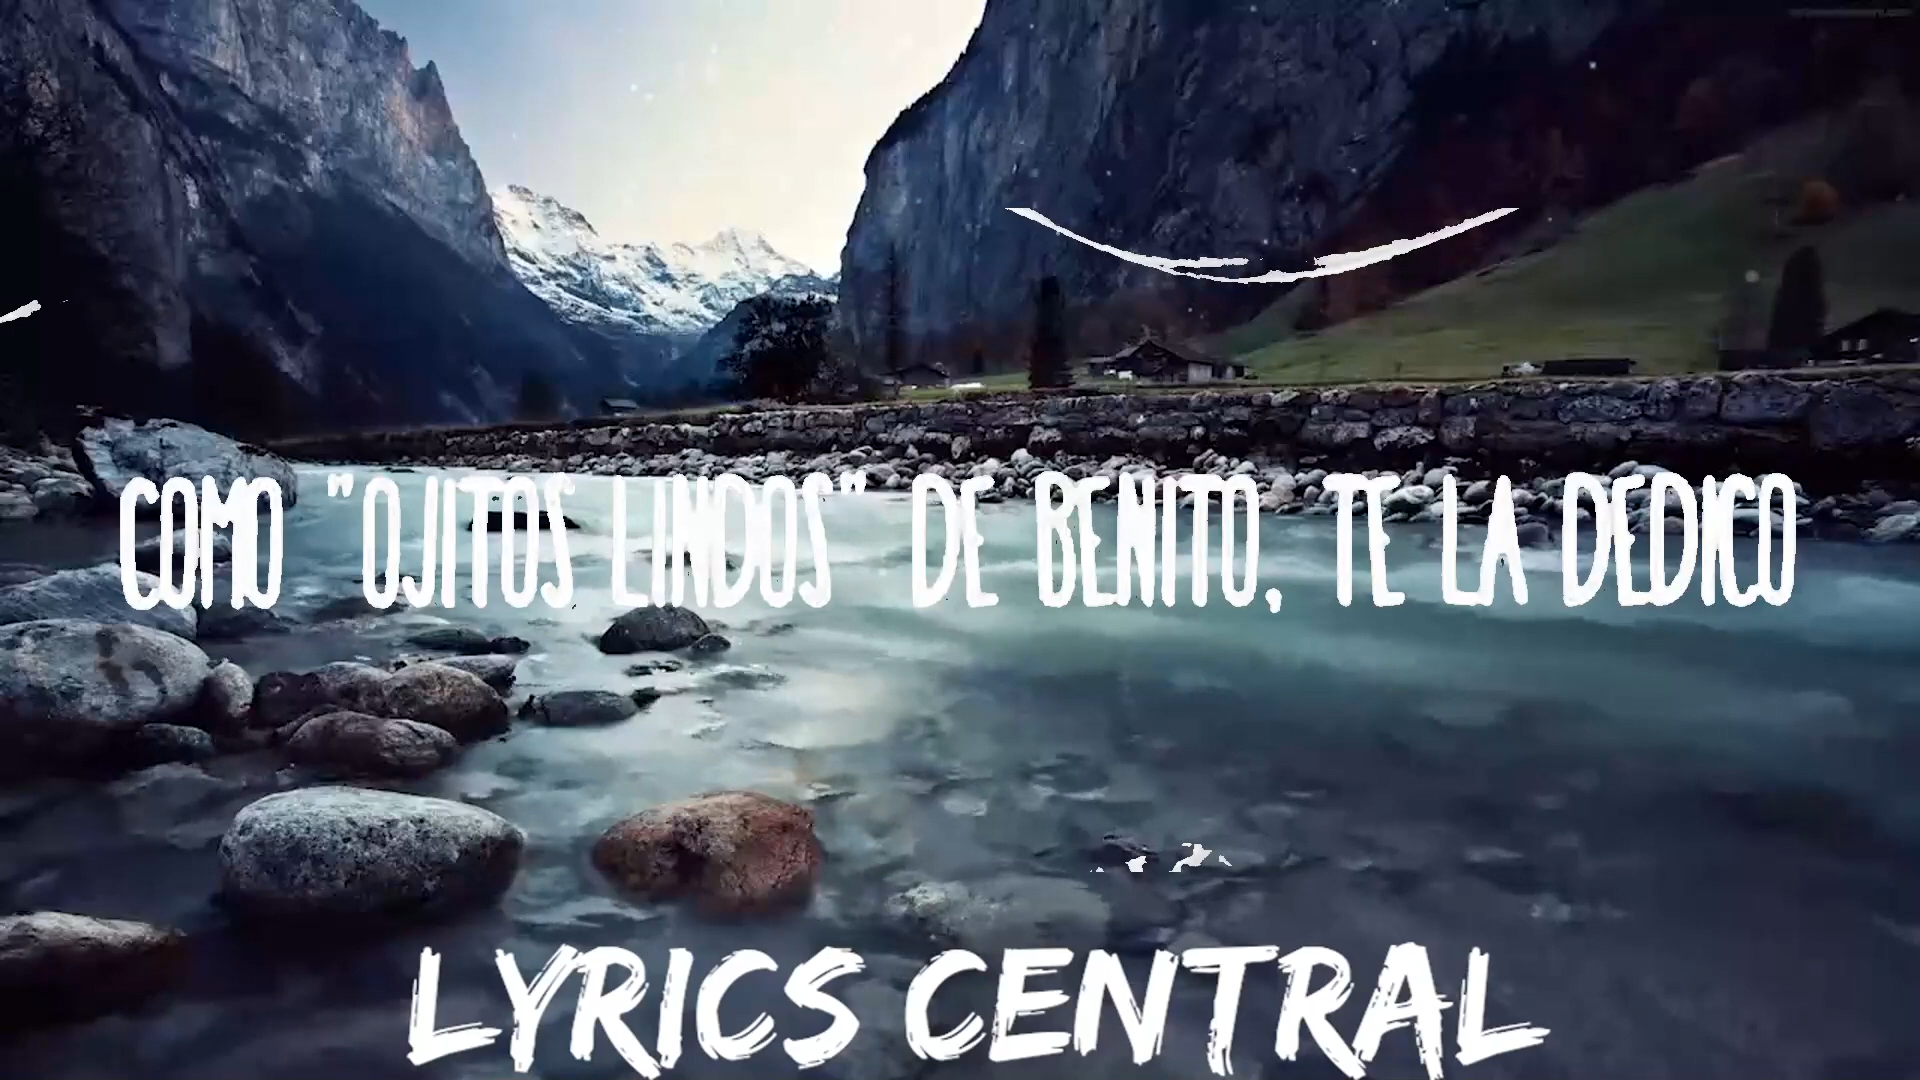 COMO "OJITOS LINDOS" DE BENITO, TE LA DEDICO
LYRICS CENTRAL